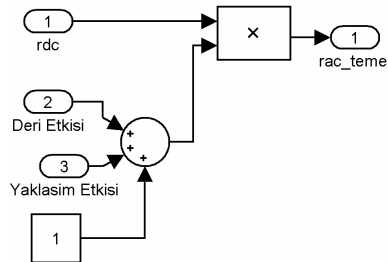 1
rdc
×
1
rac_teme
2
Deri Etkisi
+
+
+
3
Yaklasim Etkisi
1